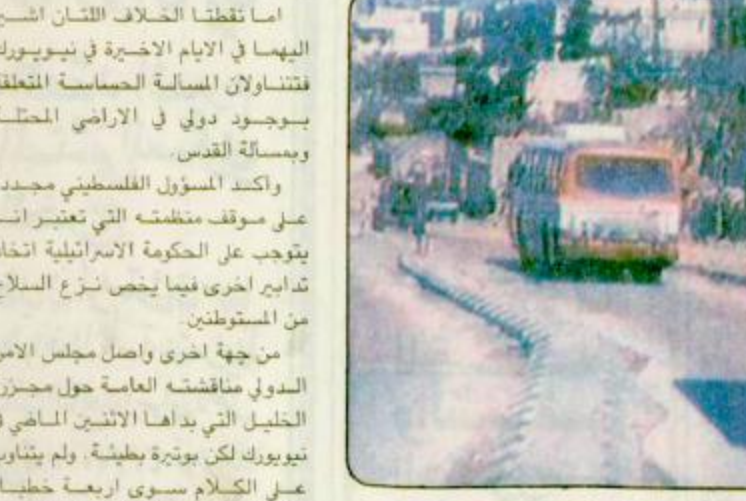 اما نقطتا الخلاف اللتان اشير
اليهما في الايام الاخيرة في نيويورك
فتتناولان المسألة الحساسة المتعلقة
بوجود دولي في الاراضي المحتلة
وبمسألة القدس.
واكد المسؤول الفلسطيني مجددا
على موقف منظمته التي تعتبر انه
يتوجب على الحكومة الاسرائيلية اتخاذ
تدابير اخرى فيما يخص نزع السلاح
من المستوطنين.
من جهة اخرى واصل مجلس الامن
الدولي مناقشته العامة حول مجزرة
الخليل التي بدأها الاثنين الماضي في
نيويورك لكن بوتيرة بطيئة. ولم يتناوب
على الكلام سوى اربعة خطباء